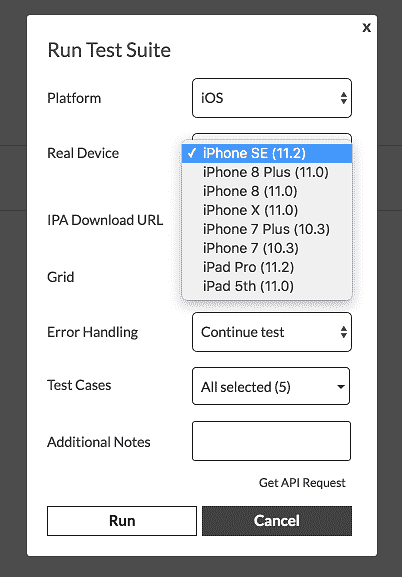 x
Run Test Suite
Platform
iOS
Real Device
✓ iPhone SE (11.2)
iPhone 8 Plus (11.0)
iPhone 8 (11.0)
iPhone X (11.0)
iPhone 7 Plus (10.3)
iPhone 7 (10.3)
iPad Pro (11.2)
iPad 5th (11.0)
IPA Download URL
Grid
Error Handling
Continue test
Test Cases
All selected (5)
Additional Notes
Get API Request
Run
Cancel